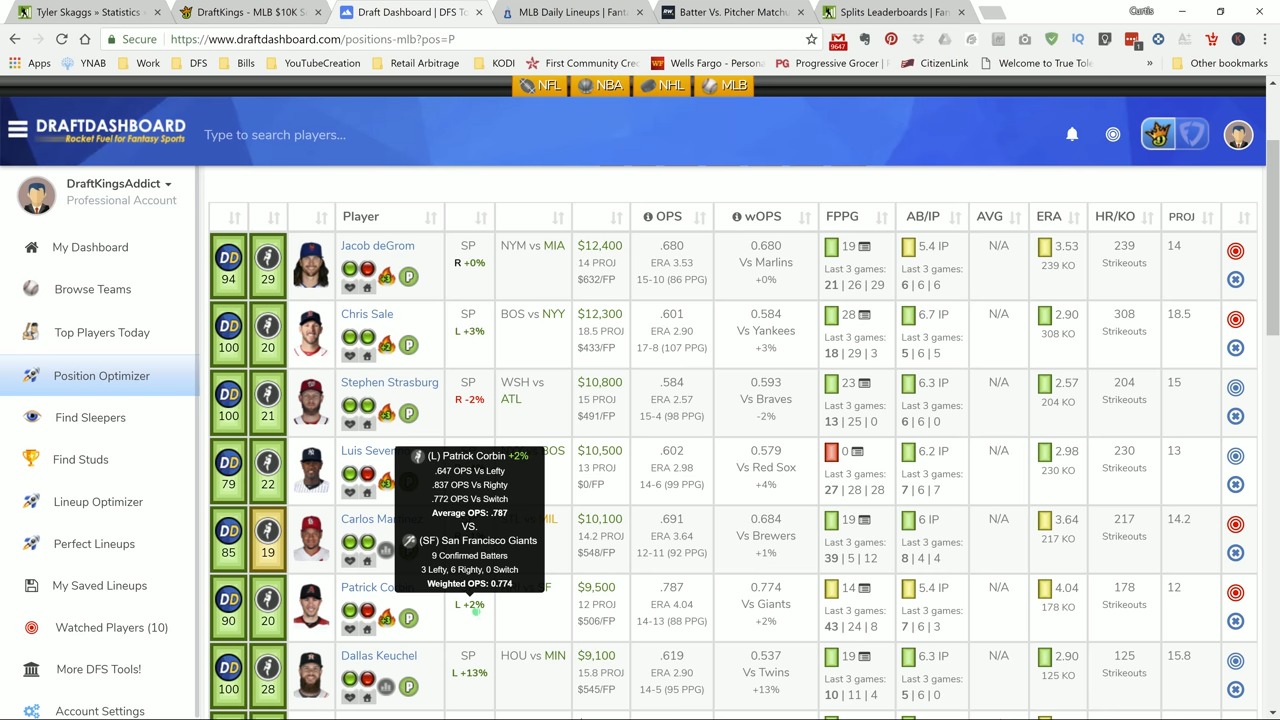 Tyler Skaggs » Statistics ×
DraftKings - MLB $10K S ×
Draft Dashboard | DFS To ×
MLB Daily Lineups | Fant ×
Batter Vs. Pitcher Matchu ×
Splits Leaderboards | Fan ×
Curtis
Secure
https://www.draftdashboard.com/positions-mlb?pos=P
9647
Apps
YNAB
Work
DFS
Bills
YouTubeCreation
Retail Arbitrage
KODI
First Community Cre
Wells Fargo - Persona
Progressive Grocer |
CitizenLink
Welcome to True Tole
»
Other bookmarks
NFL
NBA
NHL
MLB
DRAFTDASHBOARD
Rocket Fuel for Fantasy Sports
Type to search players...
DraftKingsAddict
Professional Account
My Dashboard
Browse Teams
Top Players Today
Position Optimizer
Find Sleepers
Find Studs
Lineup Optimizer
Perfect Lineups
My Saved Lineups
Watched Players (10)
More DFS Tools!
Account Settings
Player
OPS
wOPS
FPPG
AB/IP
AVG
ERA
HR/KO
PROJ
DD 94 29 Jacob deGrom SP NYM vs MIA $12,400 .680 0.680 19 5.4 IP N/A 3.53 239 14
R +0% 14 PROJ ERA 3.53 Vs Marlins Last 3 games: Last 3 games: 239 KO Strikeouts
P $632/FP 15-10 (86 PPG) +0% 21 | 26 | 29 6 | 6 | 6
DD 100 20 Chris Sale SP BOS vs NYY $12,300 .601 0.584 28 6.7 IP N/A 2.90 308 18.5
L +3% 18.5 PROJ ERA 2.90 Vs Yankees Last 3 games: Last 3 games: 308 KO Strikeouts
P $433/FP 17-8 (107 PPG) +3% 18 | 29 | 3 5 | 6 | 5
DD 100 21 Stephen Strasburg SP WSH vs ATL $10,800 .584 0.593 23 6.3 IP N/A 2.57 204 15
R -2% 15 PROJ ERA 2.57 Vs Braves Last 3 games: Last 3 games: 204 KO Strikeouts
P $491/FP 15-4 (98 PPG) -2% 13 | 25 | 0 6 | 6 | 0
DD 79 22 Luis Seve BOS $10,500 .602 0.579 0 6.2 IP N/A 2.98 230 13
13 PROJ ERA 2.98 Vs Red Sox Last 3 games: Last 3 games: 230 KO Strikeouts
$0/FP 14-6 (99 PPG) +4% 27 | 28 | 28 7 | 6 | 7
(L) Patrick Corbin +2%
.647 OPS Vs Lefty
.837 OPS Vs Righty
.772 OPS Vs Switch
Average OPS: .787
VS.
(SF) San Francisco Giants
9 Confirmed Batters
3 Lefty, 6 Righty, 0 Switch
Weighted OPS: 0.774
DD 85 19 Carlos Mar MIL $10,100 .691 0.684 19 6 IP N/A 3.64 217 14.2
14.2 PROJ ERA 3.64 Vs Brewers Last 3 games: Last 3 games: 217 KO Strikeouts
$548/FP 12-11 (92 PPG) +1% 39 | 5 | 12 8 | 4 | 4
DD 90 20 Patrick Cor SF $9,500 .787 0.774 14 5.4 IP N/A 4.04 178 12
L +2% 12 PROJ ERA 4.04 Vs Giants Last 3 games: Last 3 games: 178 KO Strikeouts
P $506/FP 14-13 (88 PPG) +2% 43 | 24 | 8 7 | 6 | 3
DD 100 28 Dallas Keuchel SP HOU vs MIN $9,100 .619 0.537 19 6.3 IP N/A 2.90 125 15.8
L +13% 15.8 PROJ ERA 2.90 Vs Twins Last 3 games: Last 3 games: 125 KO Strikeouts
P $545/FP 14-5 (95 PPG) +13% 10 | 11 | 4 5 | 6 | 0